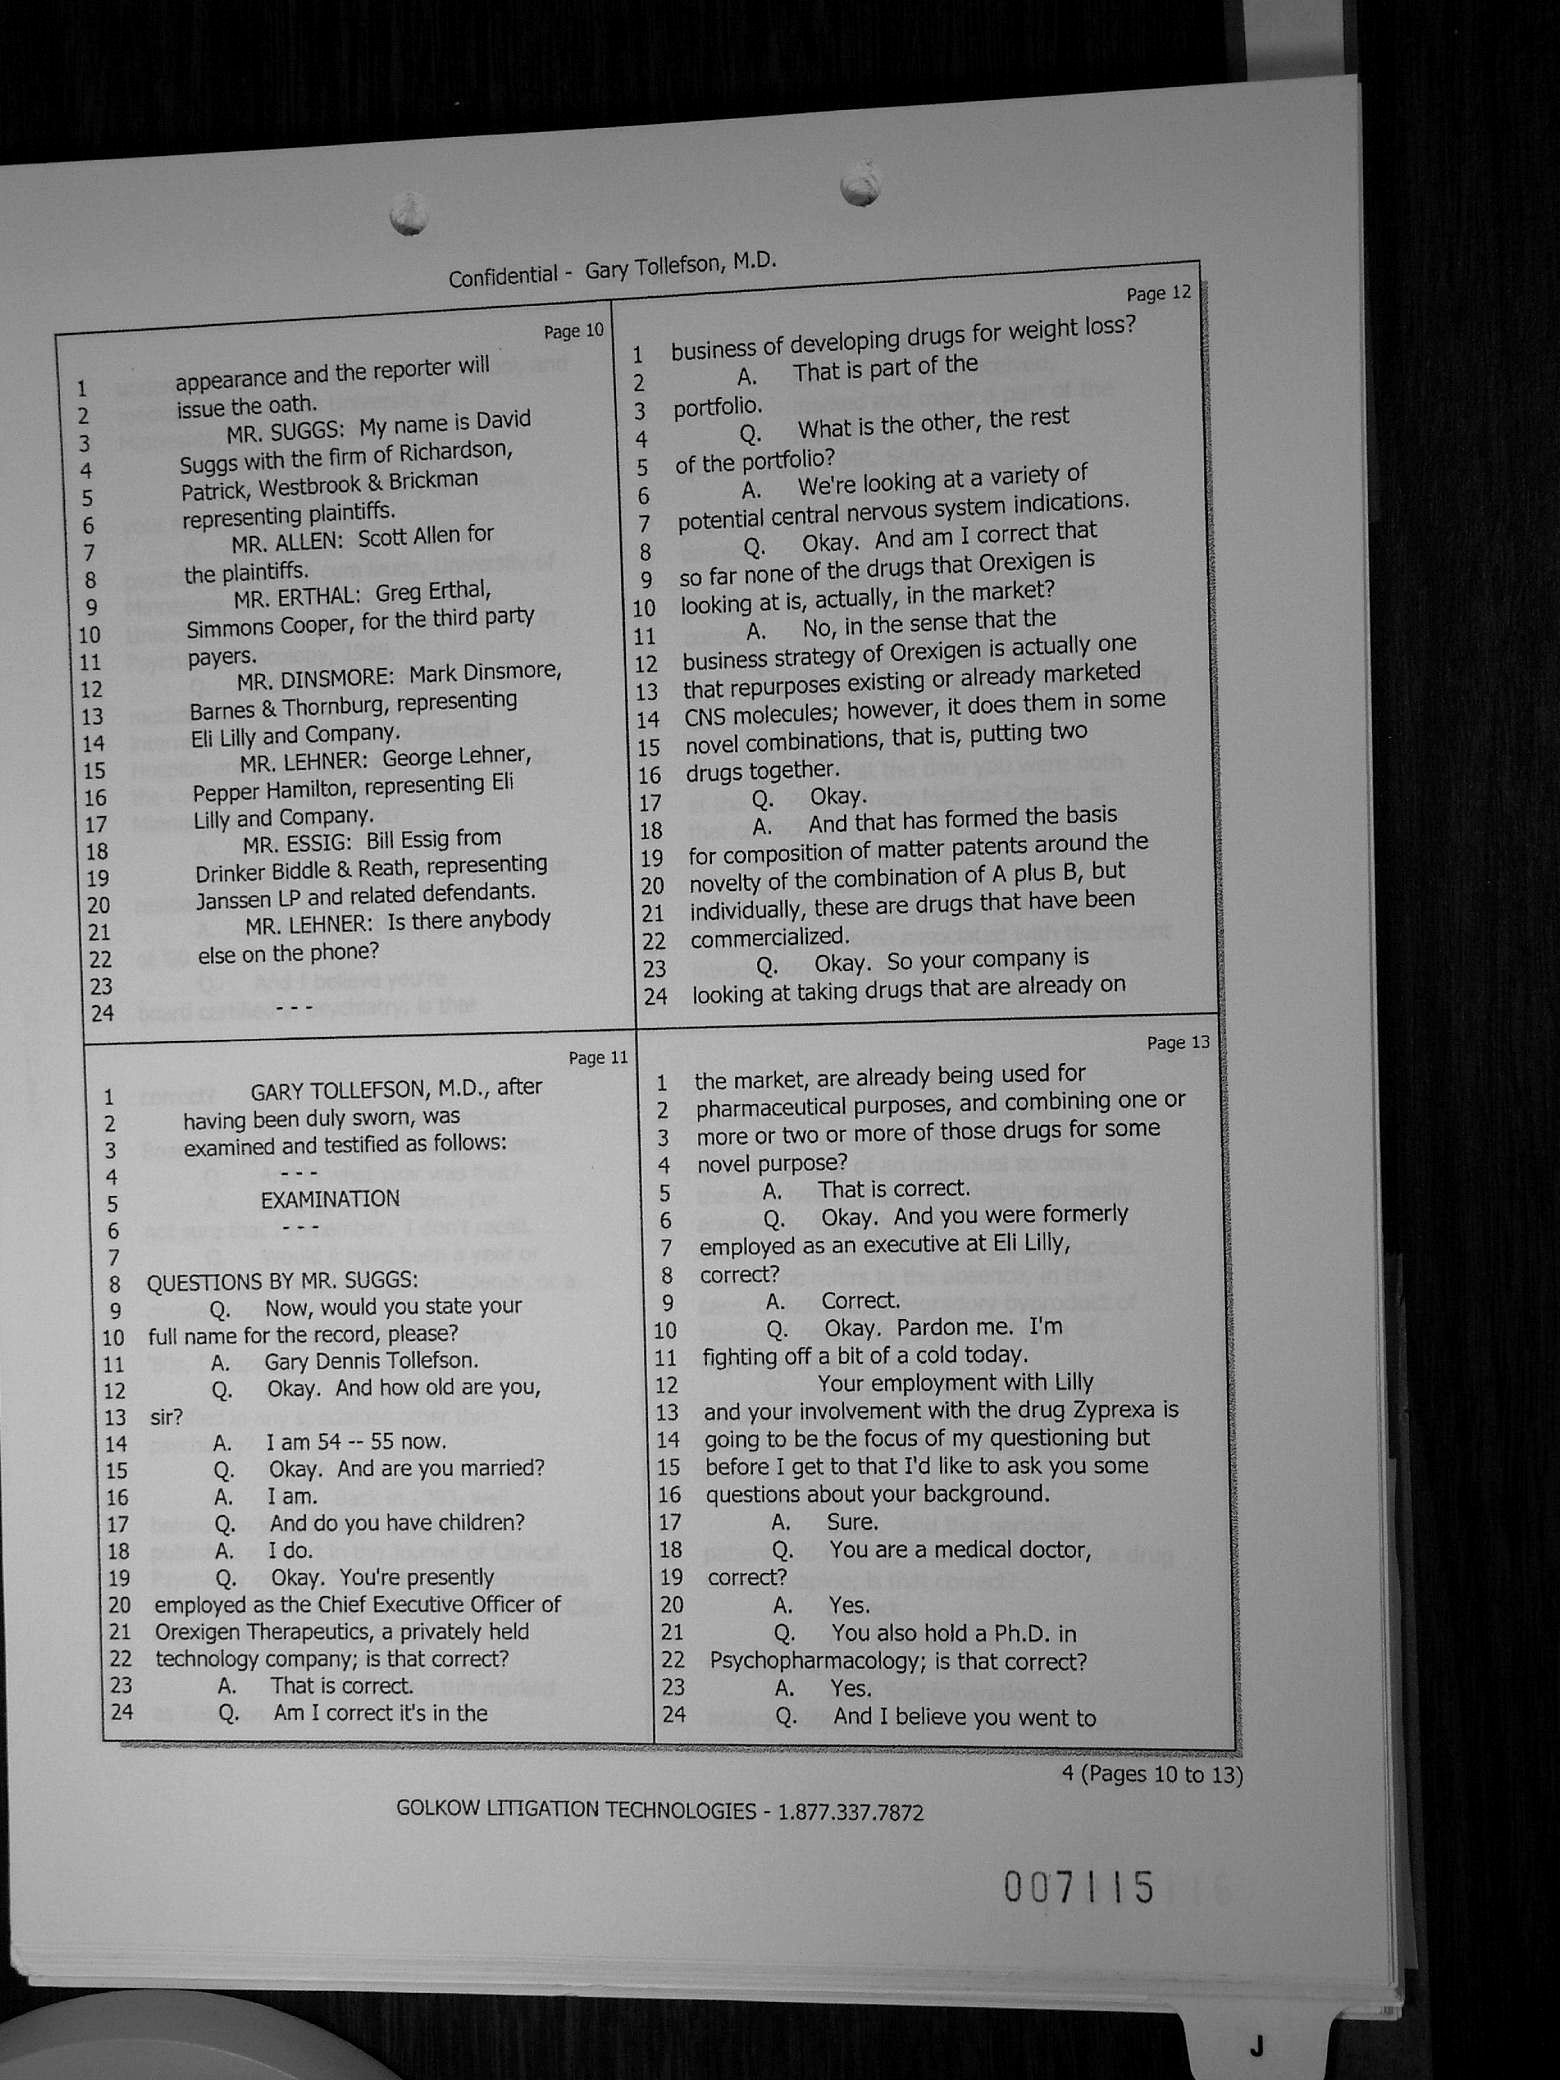 Confidential - Gary Tollefson, M.D.
Page 10
1 appearance and the reporter will
2 issue the oath.
3 MR. SUGGS: My name is David
4 Suggs with the firm of Richardson,
5 Patrick, Westbrook & Brickman
6 representing plaintiffs.
7 MR. ALLEN: Scott Allen for
8 the plaintiffs.
9 MR. ERTHAL: Greg Erthal,
10 Simmons Cooper, for the third party
11 payers.
12 MR. DINSMORE: Mark Dinsmore,
13 Barnes & Thornburg, representing
14 Eli Lilly and Company.
15 MR. LEHNER: George Lehner,
16 Pepper Hamilton, representing Eli
17 Lilly and Company.
18 MR. ESSIG: Bill Essig from
19 Drinker Biddle & Reath, representing
20 Janssen LP and related defendants.
21 MR. LEHNER: Is there anybody
22 else on the phone?
23
24 - - -
Page 11
1 GARY TOLLEFSON, M.D., after
2 having been duly sworn, was
3 examined and testified as follows:
4 - - -
5 EXAMINATION
6 - - -
7
8 QUESTIONS BY MR. SUGGS:
9 Q. Now, would you state your
10 full name for the record, please?
11 A. Gary Dennis Tollefson.
12 Q. Okay. And how old are you,
13 sir?
14 A. I am 54 -- 55 now.
15 Q. Okay. And are you married?
16 A. I am.
17 Q. And do you have children?
18 A. I do.
19 Q. Okay. You're presently
20 employed as the Chief Executive Officer of
21 Orexigen Therapeutics, a privately held
22 technology company; is that correct?
23 A. That is correct.
24 Q. Am I correct it's in the
Page 12
1 business of developing drugs for weight loss?
2 A. That is part of the
3 portfolio.
4 Q. What is the other, the rest
5 of the portfolio?
6 A. We're looking at a variety of
7 potential central nervous system indications.
8 Q. Okay. And am I correct that
9 so far none of the drugs that Orexigen is
10 looking at is, actually, in the market?
11 A. No, in the sense that the
12 business strategy of Orexigen is actually one
13 that repurposes existing or already marketed
14 CNS molecules; however, it does them in some
15 novel combinations, that is, putting two
16 drugs together.
17 Q. Okay.
18 A. And that has formed the basis
19 for composition of matter patents around the
20 novelty of the combination of A plus B, but
21 individually, these are drugs that have been
22 commercialized.
23 Q. Okay. So your company is
24 looking at taking drugs that are already on
Page 13
1 the market, are already being used for
2 pharmaceutical purposes, and combining one or
3 more or two or more of those drugs for some
4 novel purpose?
5 A. That is correct.
6 Q. Okay. And you were formerly
7 employed as an executive at Eli Lilly,
8 correct?
9 A. Correct.
10 Q. Okay. Pardon me. I'm
11 fighting off a bit of a cold today.
12 Your employment with Lilly
13 and your involvement with the drug Zyprexa is
14 going to be the focus of my questioning but
15 before I get to that I'd like to ask you some
16 questions about your background.
17 A. Sure.
18 Q. You are a medical doctor,
19 correct?
20 A. Yes.
21 Q. You also hold a Ph.D. in
22 Psychopharmacology; is that correct?
23 A. Yes.
24 Q. And I believe you went to
4 (Pages 10 to 13)
GOLKOW LITIGATION TECHNOLOGIES - 1.877.337.7872
007115
J